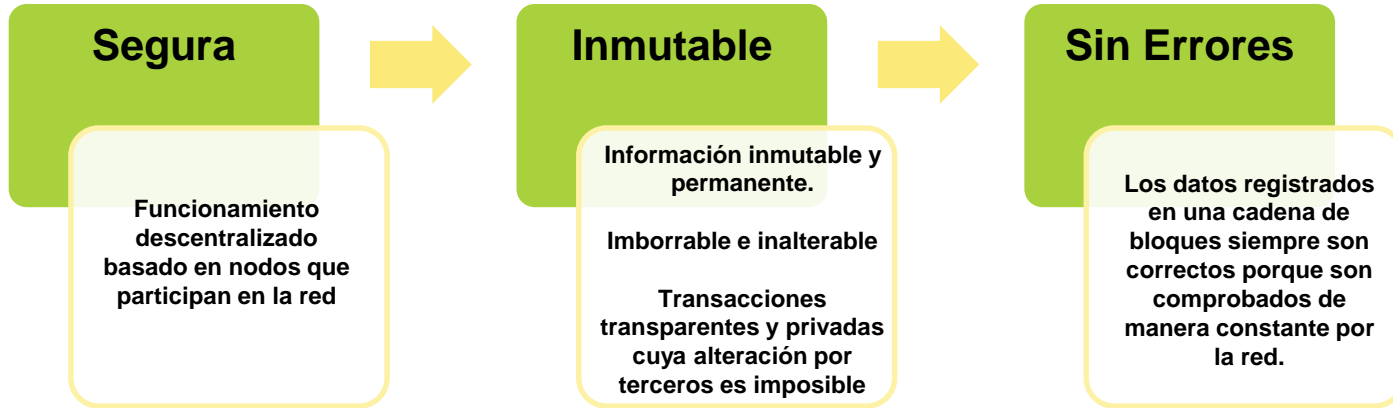 Segura
Funcionamiento
descentralizado
basado en nodos que
participan en la red
Inmutable
Información inmutable y
permanente.
Imborrable e inalterable
Transacciones
transparentes y privadas
cuya alteración por
terceros es imposible
Sin Errores
Los datos registrados
en una cadena de
bloques siempre son
correctos porque son
comprobados de
manera constante por
la red.